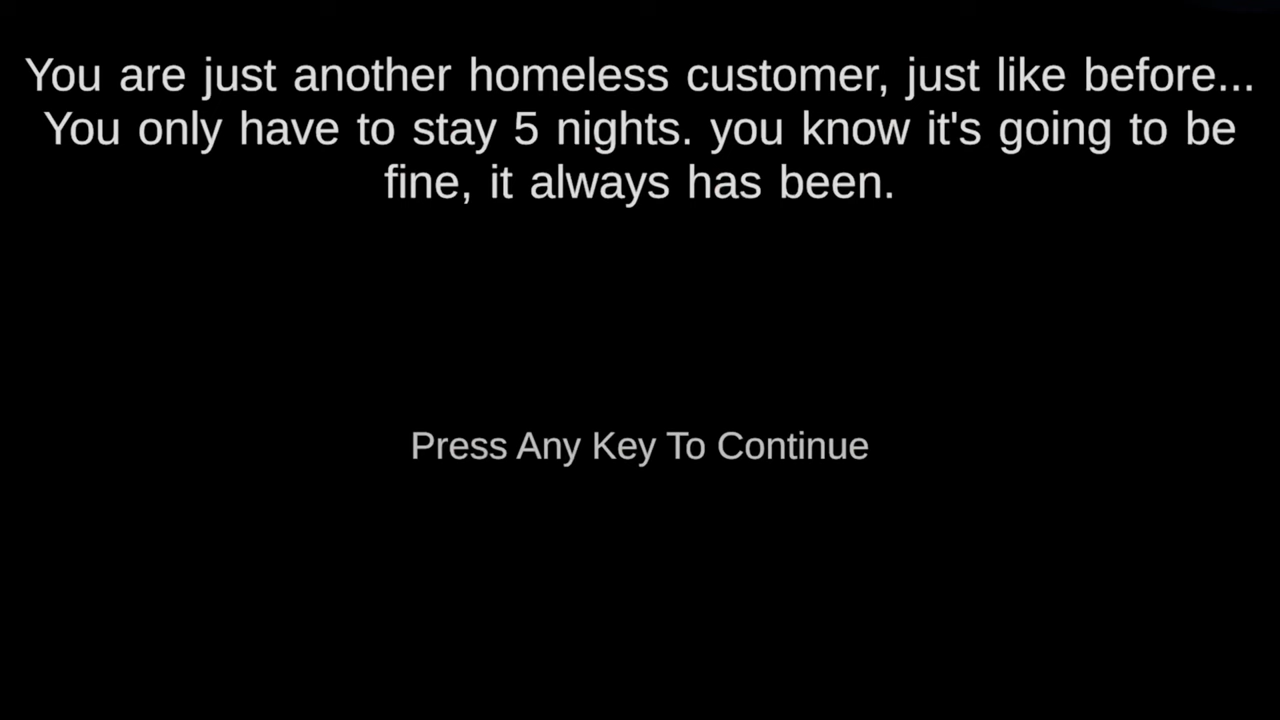 You are just another homeless customer, just like before...
You only have to stay 5 nights. you know it's going to be
fine, it always has been.
Press Any Key To Continue